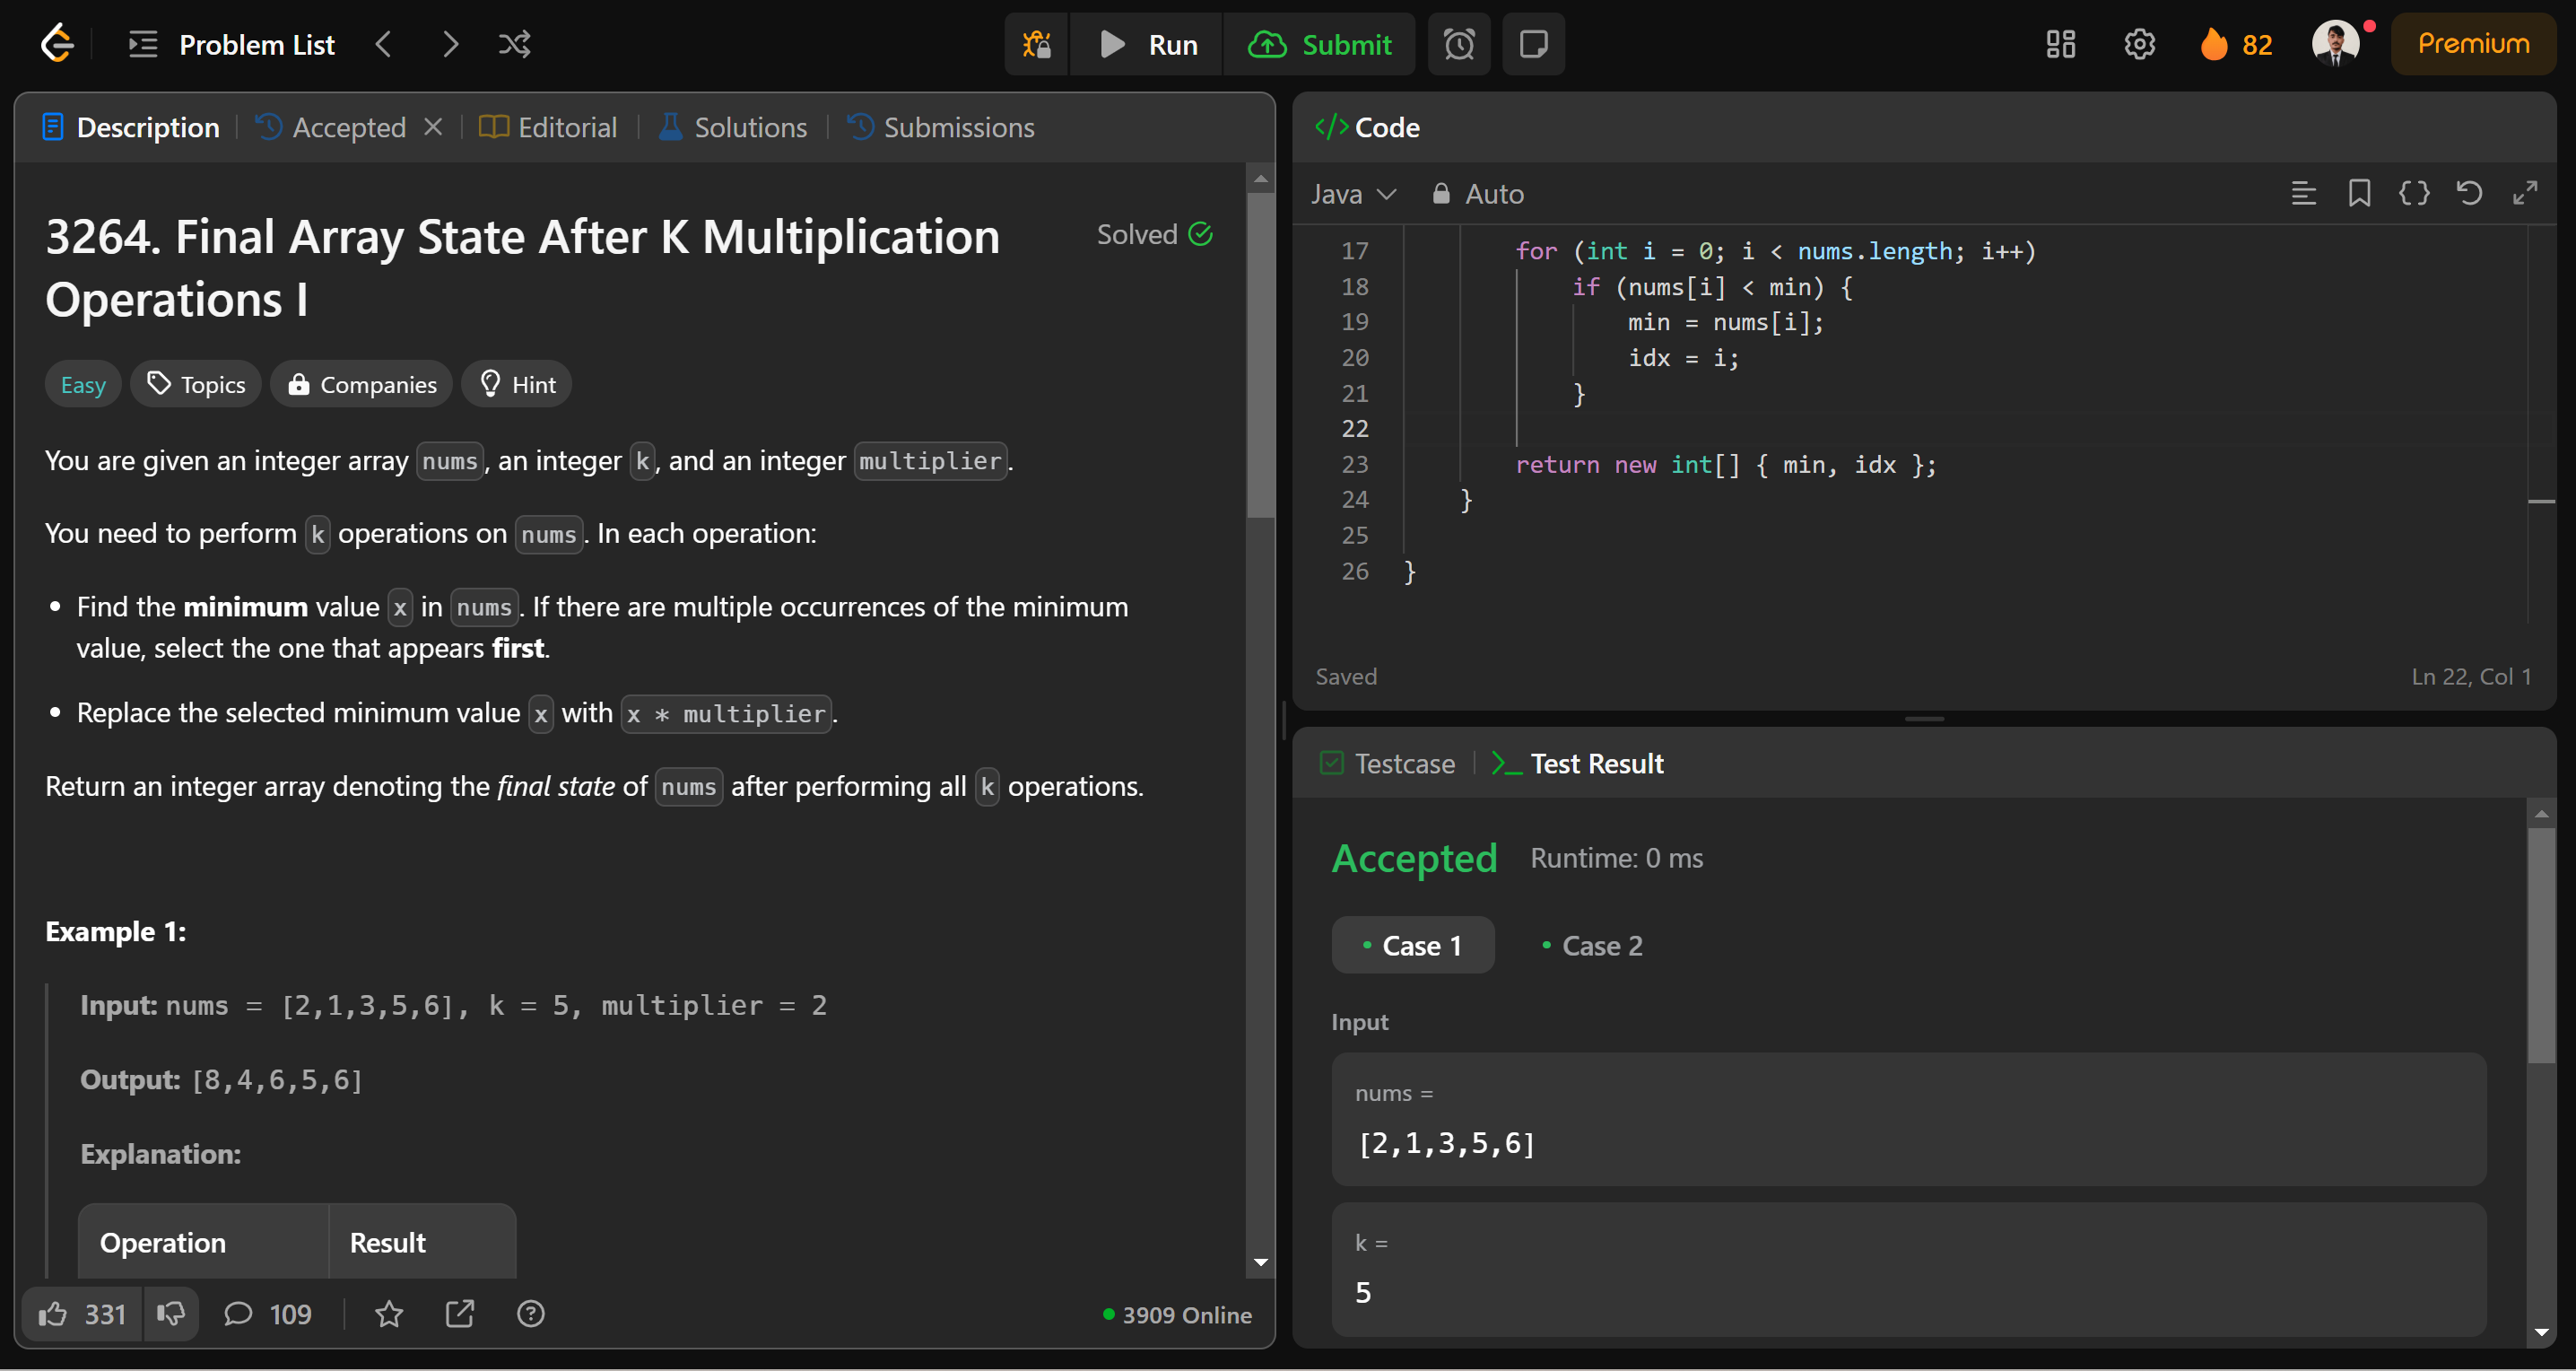 Problem List
Run
Submit
82
Premium
Description
Accepted
Editorial
Solutions
Submissions
3264. Final Array State After K Multiplication
Operations I
Solved
Easy
Topics
Companies
Hint
You are given an integer array nums, an integer k, and an integer multiplier.
You need to perform k operations on nums. In each operation:
• Find the minimum value x in nums. If there are multiple occurrences of the minimum
value, select the one that appears first.
• Replace the selected minimum value x with x * multiplier.
Return an integer array denoting the final state of nums after performing all k operations.
Example 1:
Input: nums = [2,1,3,5,6], k = 5, multiplier = 2
Output: [8,4,6,5,6]
Explanation:
Operation Result
331
109
3909 Online
</> Code
Java
Auto
17 for (int i = 0; i < nums.length; i++)
18 if (nums[i] < min) {
19 min = nums[i];
20 idx = i;
21 }
22
23 return new int[] { min, idx };
24 }
25
26 }
Saved
Ln 22, Col 1
Testcase
Test Result
Accepted
Runtime: 0 ms
• Case 1
• Case 2
Input
nums =
[2,1,3,5,6]
k =
5